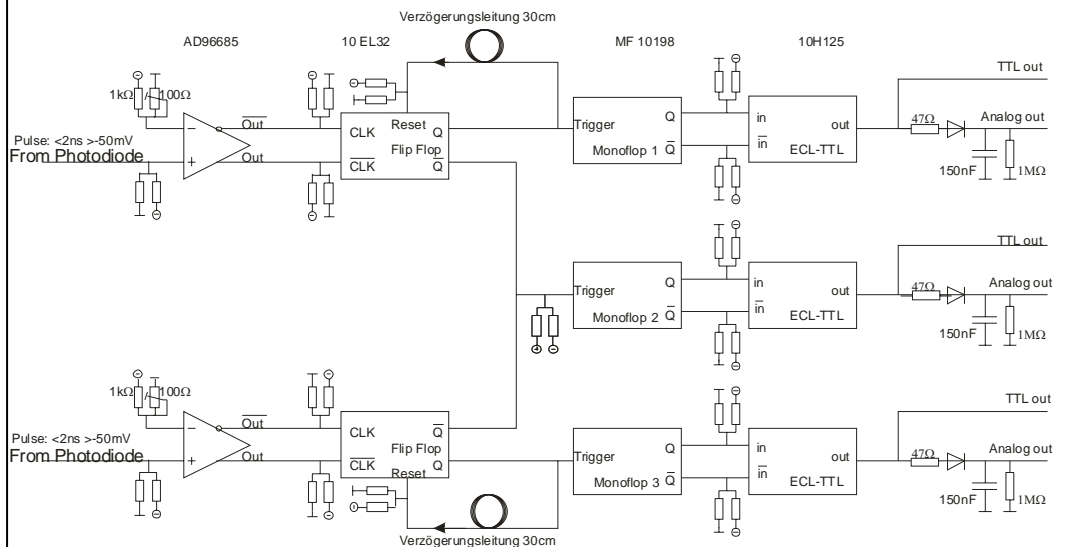 Verzögerungsleitung 30cm
AD96685
10 EL32
MF 10198
10H125
TTL out
1kΩ
100Ω
Out
CLK
Reset
Q
Trigger
Q
in
out
47Ω
Analog out
Pulse: <2ns >-50mV
From Photodiode
Out
CLK
Flip Flop
Q
Monoflop 1
Q
in
ECL-TTL
150nF
1MΩ
TTL out
Trigger
Q
in
out
47Ω
Analog out
Monoflop 2
Q
in
ECL-TTL
150nF
1MΩ
1kΩ
100Ω
TTL out
Out
CLK
Q
Trigger
Q
in
out
47Ω
Analog out
Pulse: <2ns >-50mV
From Photodiode
Out
CLK
Flip Flop
Q
Reset
Monoflop 3
Q
in
ECL-TTL
150nF
1MΩ
Verzögerungsleitung 30cm